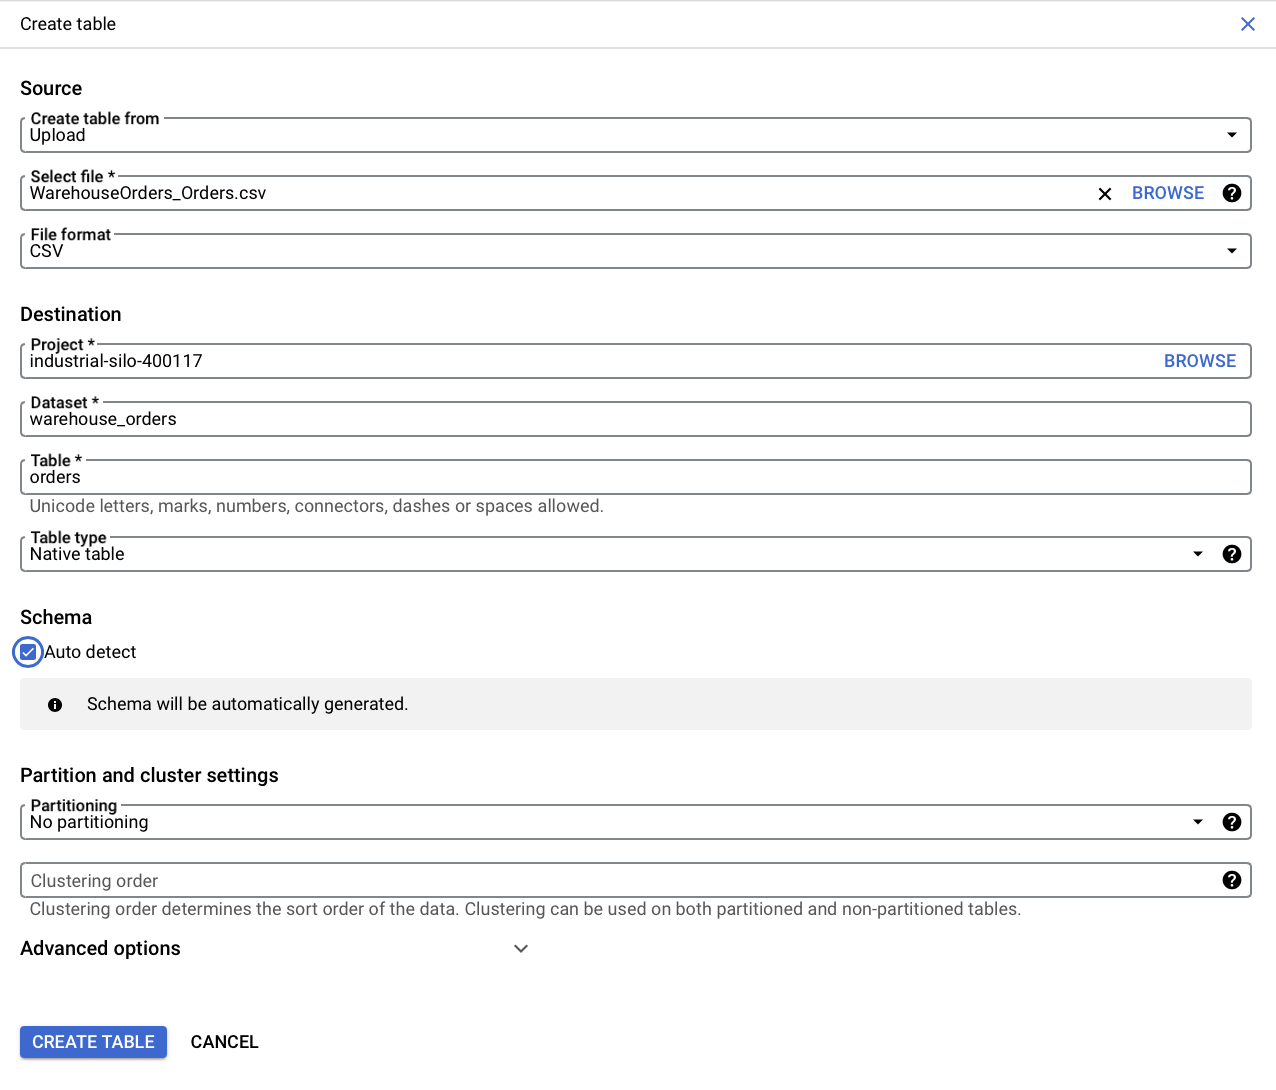 Create table
Source
Create table from
Upload
Select file *
WarehouseOrders_Orders.csv
BROWSE
File format
CSV
Destination
Project *
industrial-silo-400117
BROWSE
Dataset *
warehouse_orders
Table *
orders
Unicode letters, marks, numbers, connectors, dashes or spaces allowed.
Table type
Native table
Schema
Auto detect
Schema will be automatically generated.
Partition and cluster settings
Partitioning
No partitioning
Clustering order
Clustering order determines the sort order of the data. Clustering can be used on both partitioned and non-partitioned tables.
Advanced options
CREATE TABLE CANCEL